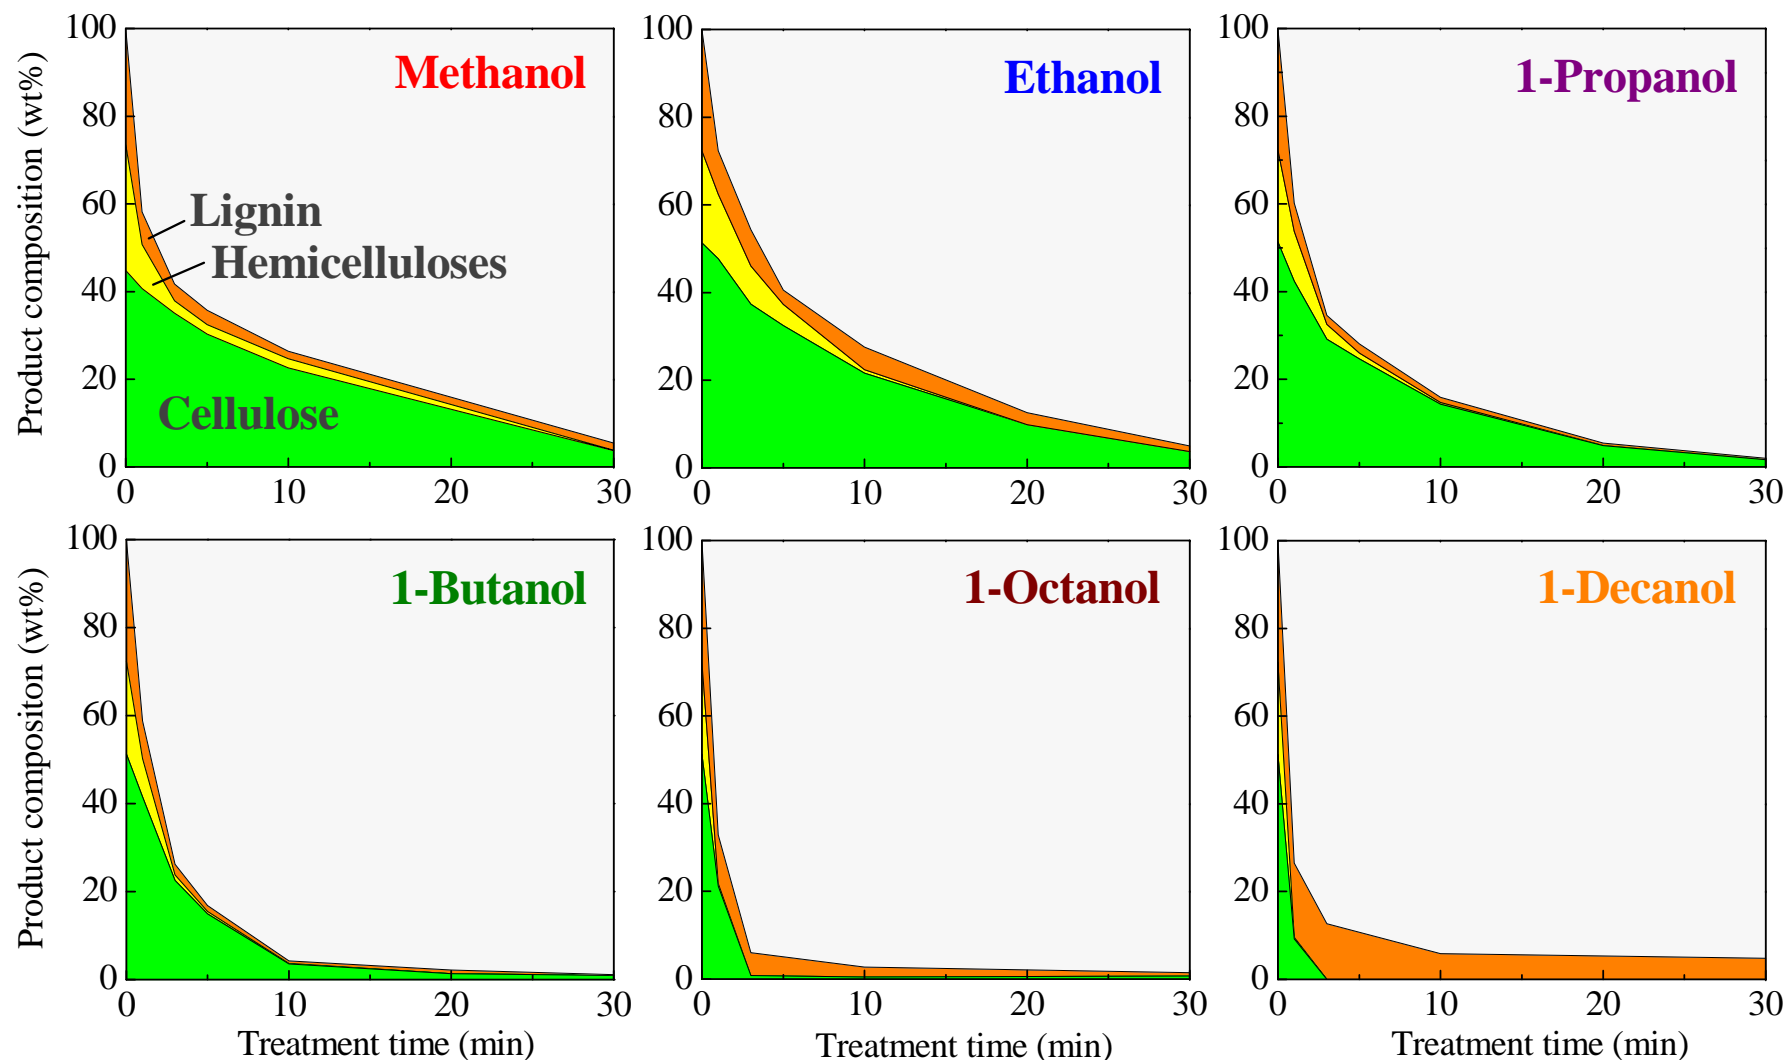 Product composition (wt%)
100
80
60
40
20
0
0 10 20 30
Methanol
Lignin
Hemicelluloses
Cellulose
100
80
60
40
20
0
0 10 20 30
Ethanol
100
80
60
40
20
0
0 10 20 30
1-Propanol
Product compositon (wt%)
100
80
60
40
20
0
0 10 20 30
1-Butanol
Treatment time (min)
100
80
60
40
20
0
0 10 20 30
1-Octanol
Treatment time (min)
100
80
60
40
20
0
0 10 20 30
1-Decanol
Treatment time (min)